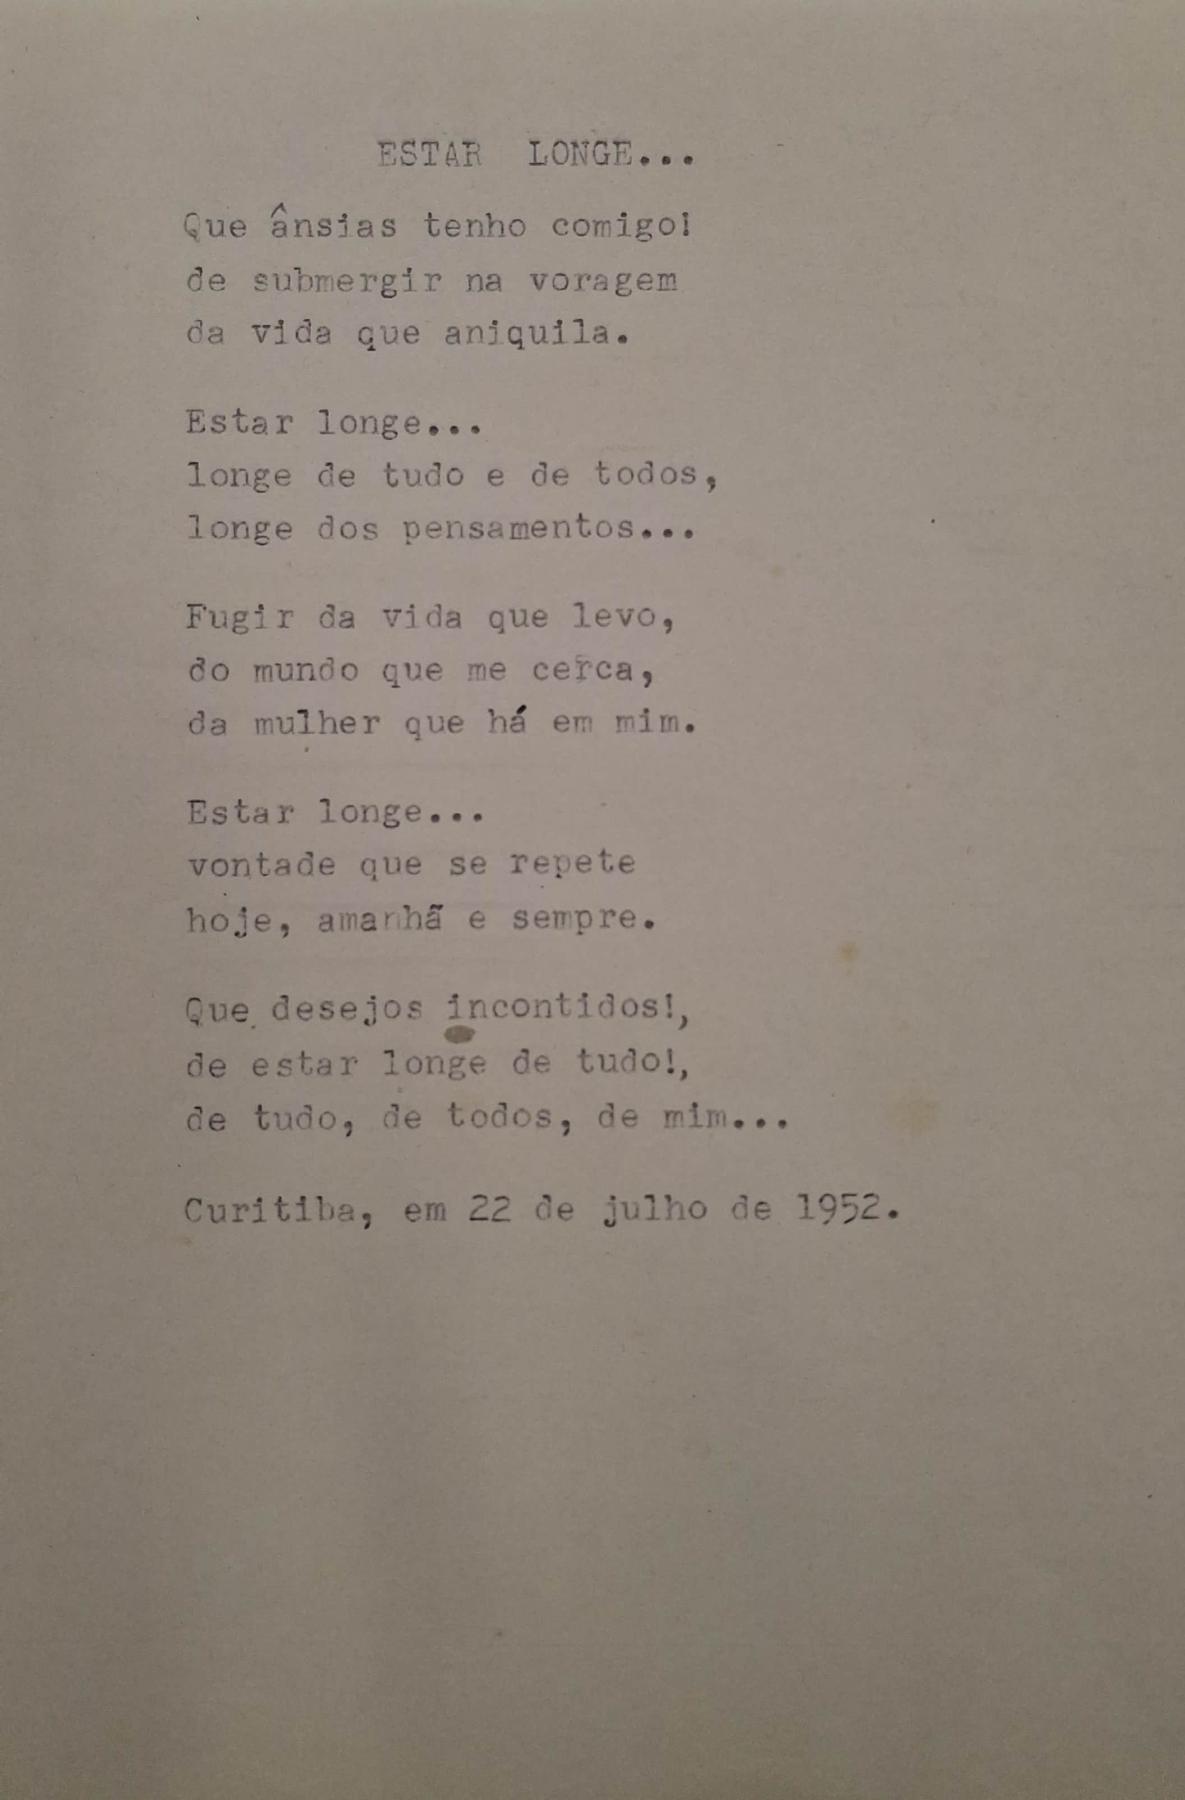 ESTAR LONGE...
Que ânsias tenho comigo!
de submergir na voragem
da vida que aniquila.
Estar longe...
longe de tudo e de todos,
longe dos pensamentos...
Fugir da vida que levo,
do mundo que me cerca,
da mulher que há em mim.
Estar longe...
vontade que se repete
hoje, amanhã e sempre.
Que desejos incontidos!,
de estar longe de tudo!,
de tudo, de todos, de mim...
Curitiba, em 22 de julho de 1952.